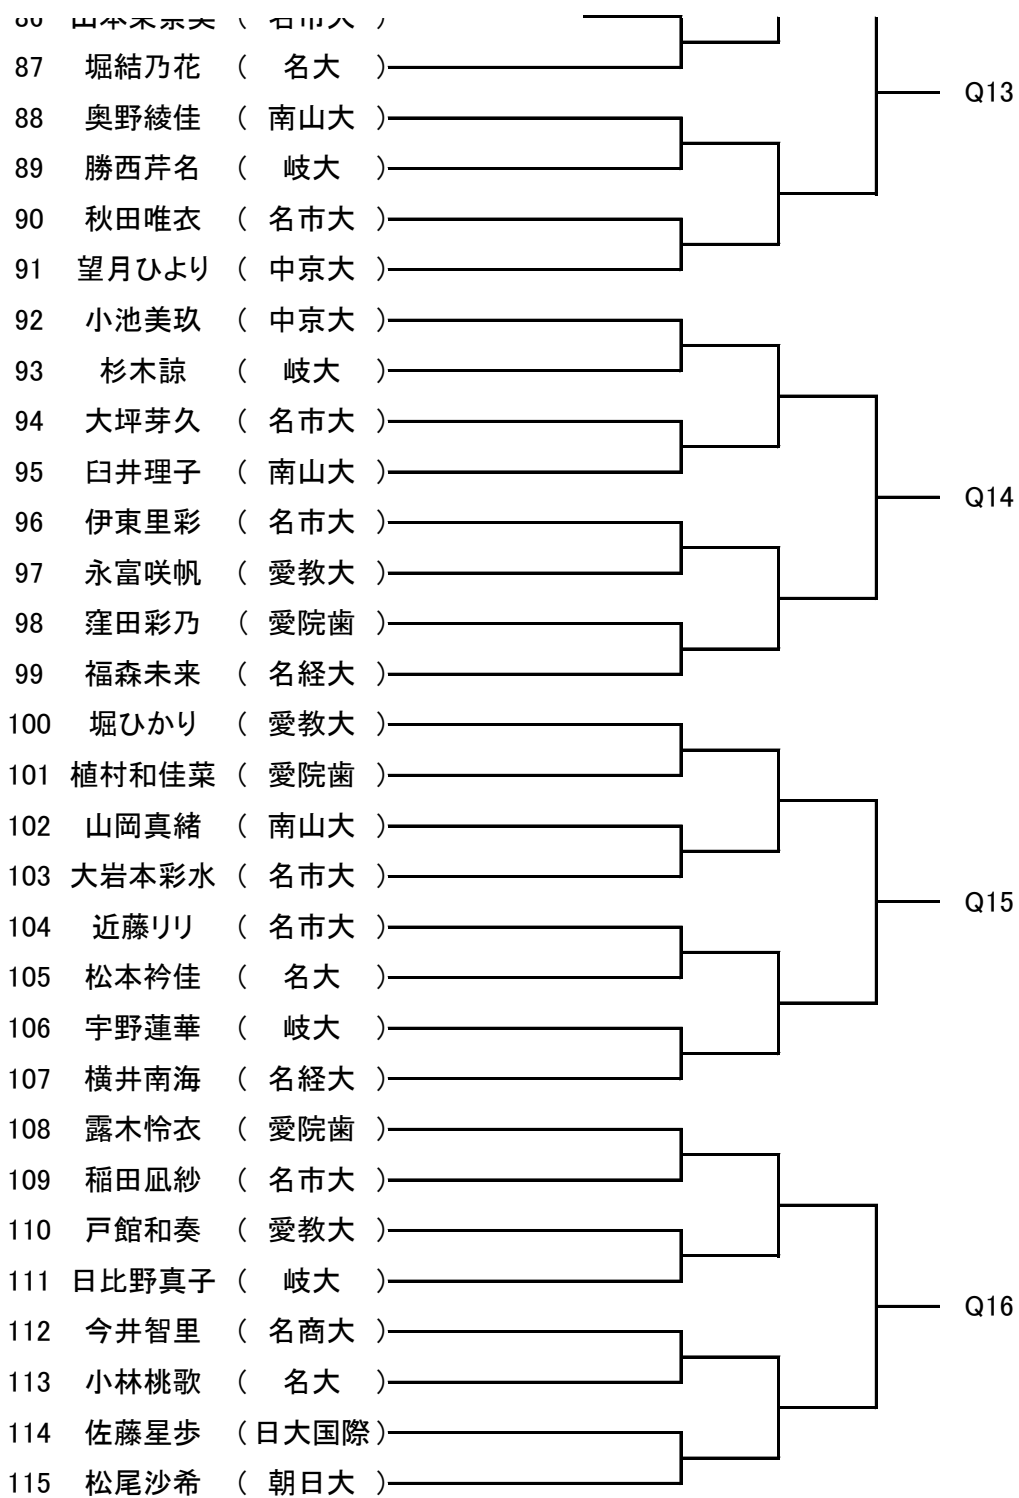 87 堀結乃花 ( 名大 )
Q13
88 奥野綾佳 ( 南山大 )
89 勝西芹名 ( 岐大 )
90 秋田唯衣 ( 名市大 )
91 望月ひより ( 中京大 )
92 小池美玖 ( 中京大 )
93 杉木諒 ( 岐大 )
94 大坪芽久 ( 名市大 )
95 臼井理子 ( 南山大 )
Q14
96 伊東里彩 ( 名市大 )
97 永富咲帆 ( 愛教大 )
98 窪田彩乃 ( 愛院歯 )
99 福森未来 ( 名経大 )
100 堀ひかり ( 愛教大 )
101 植村和佳菜 ( 愛院歯 )
102 山岡真緒 ( 南山大 )
103 大岩本彩水 ( 名市大 )
Q15
104 近藤リリ ( 名市大 )
105 松本衿佳 ( 名大 )
106 宇野蓮華 ( 岐大 )
107 横井南海 ( 名経大 )
108 露木怜衣 ( 愛院歯 )
109 稲田凪紗 ( 名市大 )
110 戸館和奏 ( 愛教大 )
111 日比野真子 ( 岐大 )
Q16
112 今井智里 ( 名商大 )
113 小林桃歌 ( 名大 )
114 佐藤星歩 ( 日大国際 )
115 松尾沙希 ( 朝日大 )